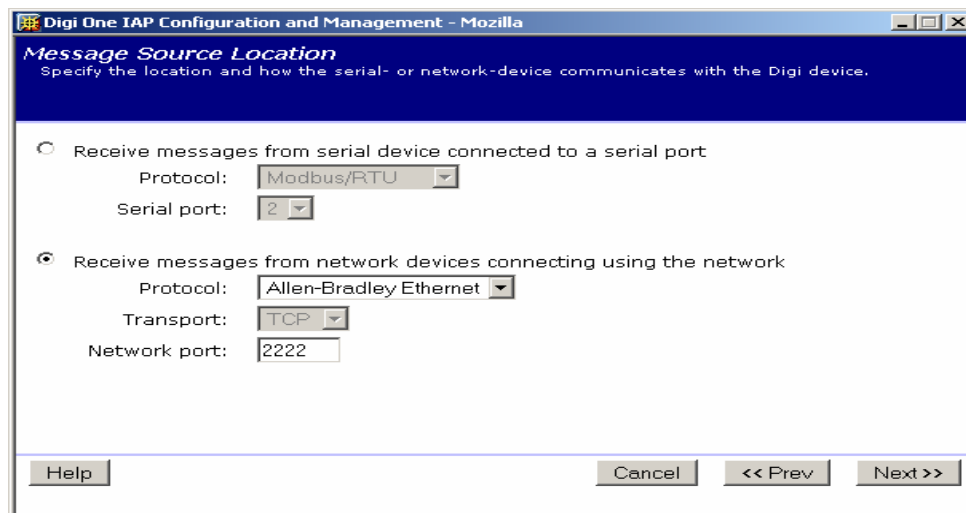 Digi One IAP Configuration and Management - Mozilla
Message Source Location
Specify the location and how the serial- or network-device communicates with the Digi device.
Receive messages from serial device connected to a serial port
Protocol: Modbus/RTU
Serial port: 2
Receive messages from network devices connecting using the network
Protocol: Allen-Bradley Ethernet
Transport: TCP
Network port: 2222
Help Cancel << Prev Next >>